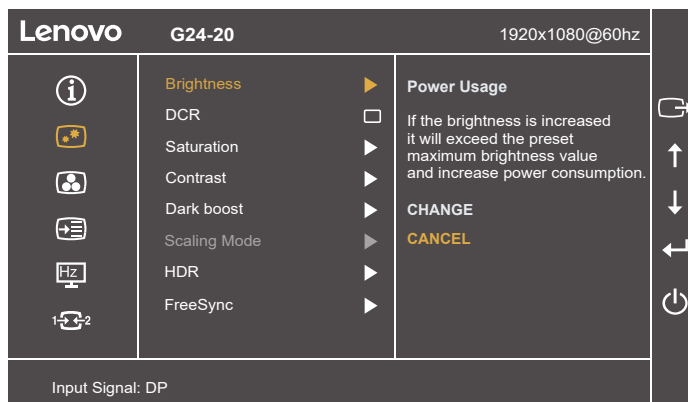 Lenovo G24-20 1920x1080@60hz
Brightness
DCR
Saturation
Contrast
Dark boost
Scaling Mode
HDR
FreeSync
Power Usage
If the brightness is increased
it will exceed the preset
maximum brightness value
and increase power consumption.
CHANGE
CANCEL
Hz
1 2
Input Signal: DP